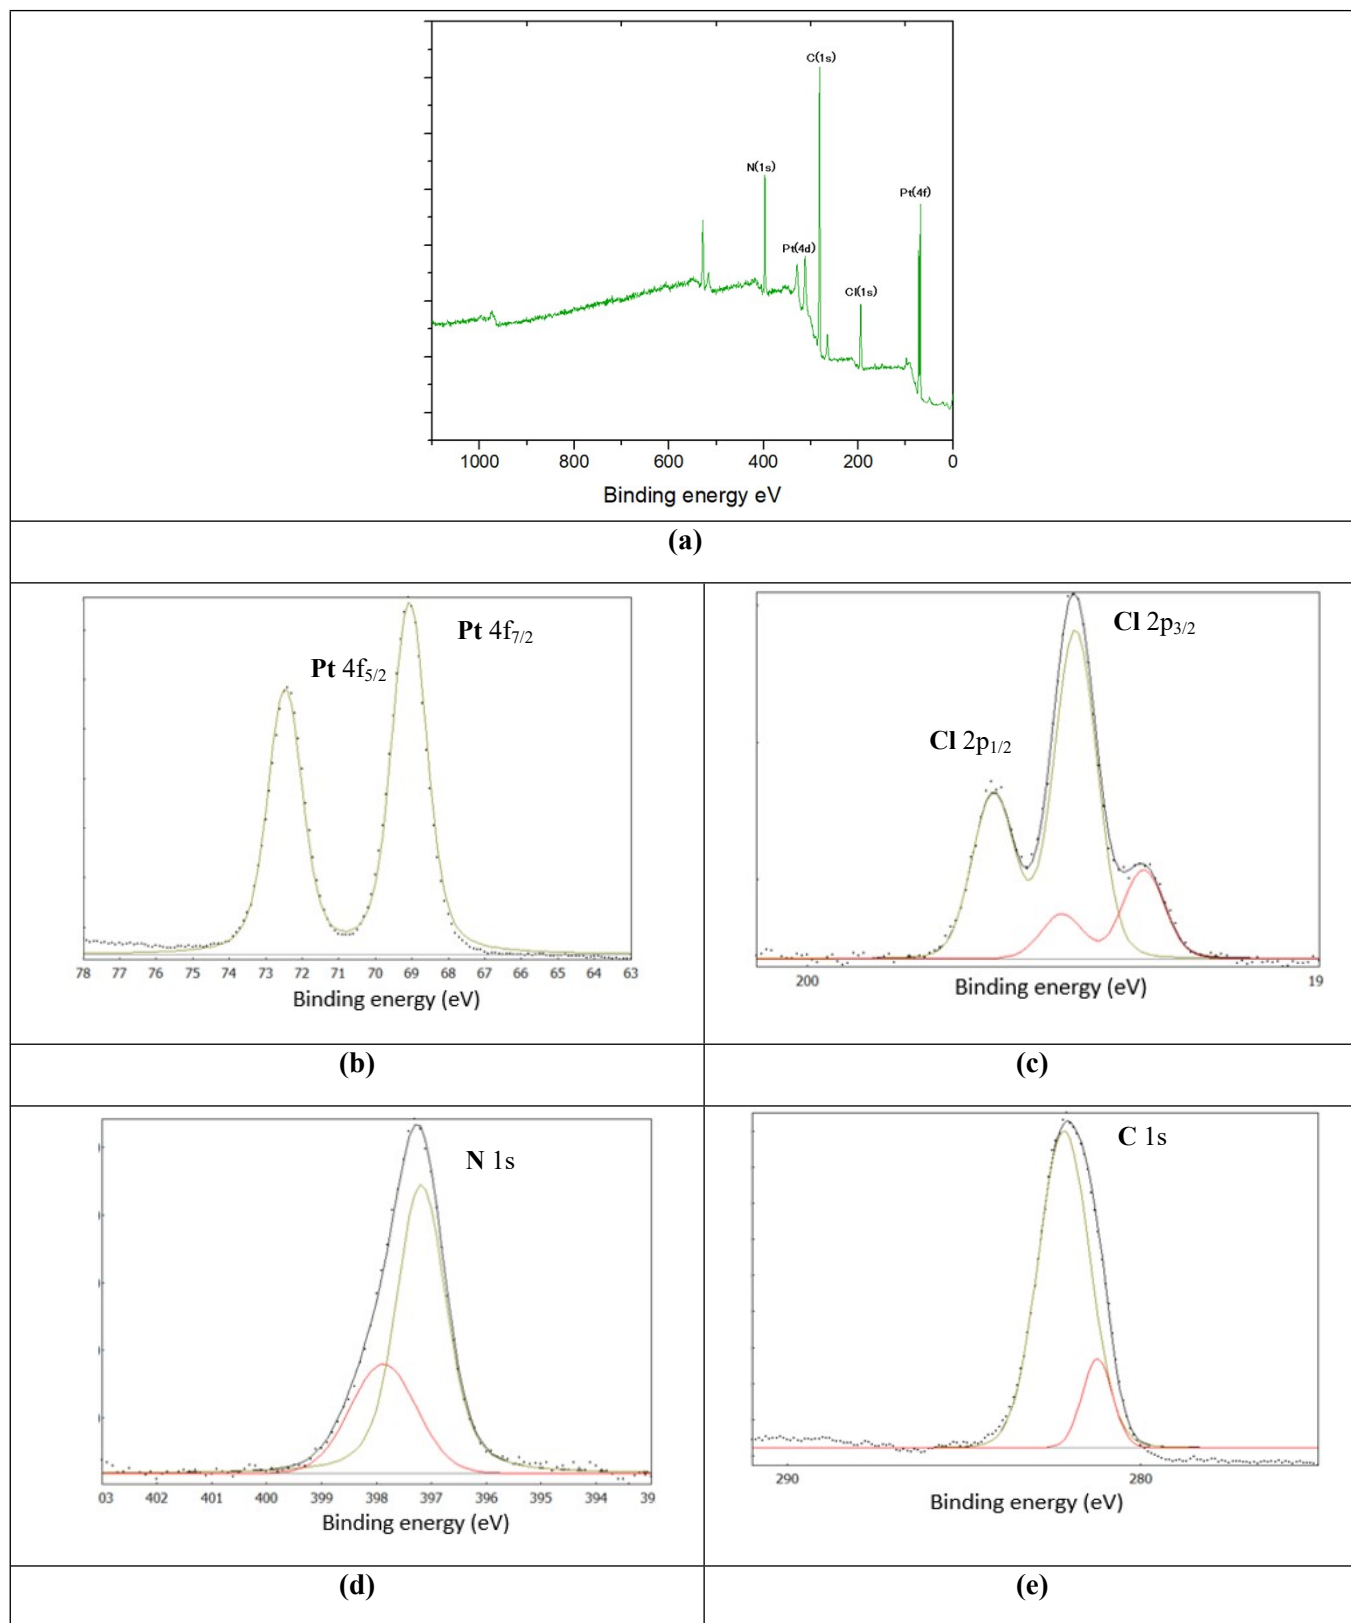 C(1s)
N(1s)
Pt(4f)
Pt(4d)
Cl(1s)
1000 800 600 400 200 0
Binding energy eV
(a)
Pt 4f7/2
Pt 4f5/2
78 77 76 75 74 73 72 71 70 69 68 67 66 65 64 63
Binding energy (eV)
Cl 2p3/2
Cl 2p1/2
200 19
Binding energy (eV)
(b) (c)
N 1s
03 402 401 400 399 398 397 396 395 394 39
Binding energy (eV)
C 1s
290 280
Binding energy (eV)
(d) (e)